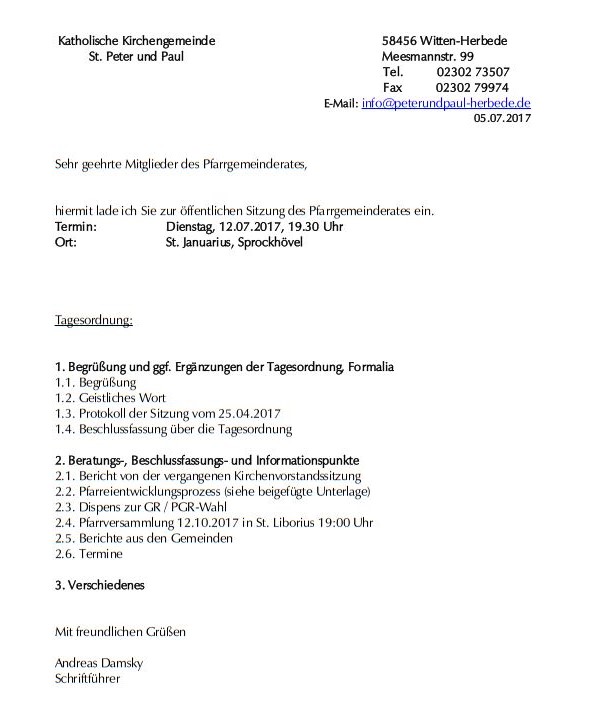 Katholische Kirchengemeinde
St. Peter und Paul
58456 Witten-Herbede
Meesmannstr. 99
Tel. 02302 73507
Fax 02302 79974
E-Mail: info@peterundpaul-herbede.de
05.07.2017
Sehr geehrte Mitglieder des Pfarrgemeinderates,
hiermit lade ich Sie zur öffentlichen Sitzung des Pfarrgemeinderates ein.
Termin: Dienstag, 12.07.2017, 19.30 Uhr
Ort: St. Januarius, Sprockhövel
Tagesordnung:
1. Begrüßung und ggf. Ergänzungen der Tagesordnung, Formalia
1.1. Begrüßung
1.2. Geistliches Wort
1.3. Protokoll der Sitzung vom 25.04.2017
1.4. Beschlussfassung über die Tagesordnung
2. Beratungs-, Beschlussfassungs- und Informationspunkte
2.1. Bericht von der vergangenen Kirchenvorstandssitzung
2.2. Pfarreientwicklungsprozess (siehe beigefügte Unterlage)
2.3. Dispens zur GR / PGR-Wahl
2.4. Pfarrversammlung 12.10.2017 in St. Liborius 19:00 Uhr
2.5. Berichte aus den Gemeinden
2.6. Termine
3. Verschiedenes
Mit freundlichen Grüßen
Andreas Damsky
Schriftführer